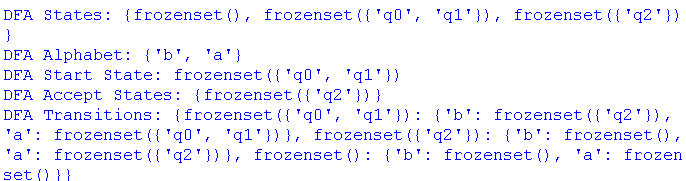 DFA States: {frozenset(), frozenset({'q0', 'q1'}), frozenset({'q2'})
}
DFA Alphabet: {'b', 'a'}
DFA Start State: frozenset({'q0', 'q1'})
DFA Accept States: {frozenset({'q2'})}
DFA Transitions: {frozenset({'q0', 'q1'}): {'b': frozenset({'q2'}),
'a': frozenset({'q0', 'q1'})}, frozenset({'q2'}): {'b': frozenset(),
'a': frozenset({'q2'})}, frozenset(): {'b': frozenset(), 'a': frozen
set()}}